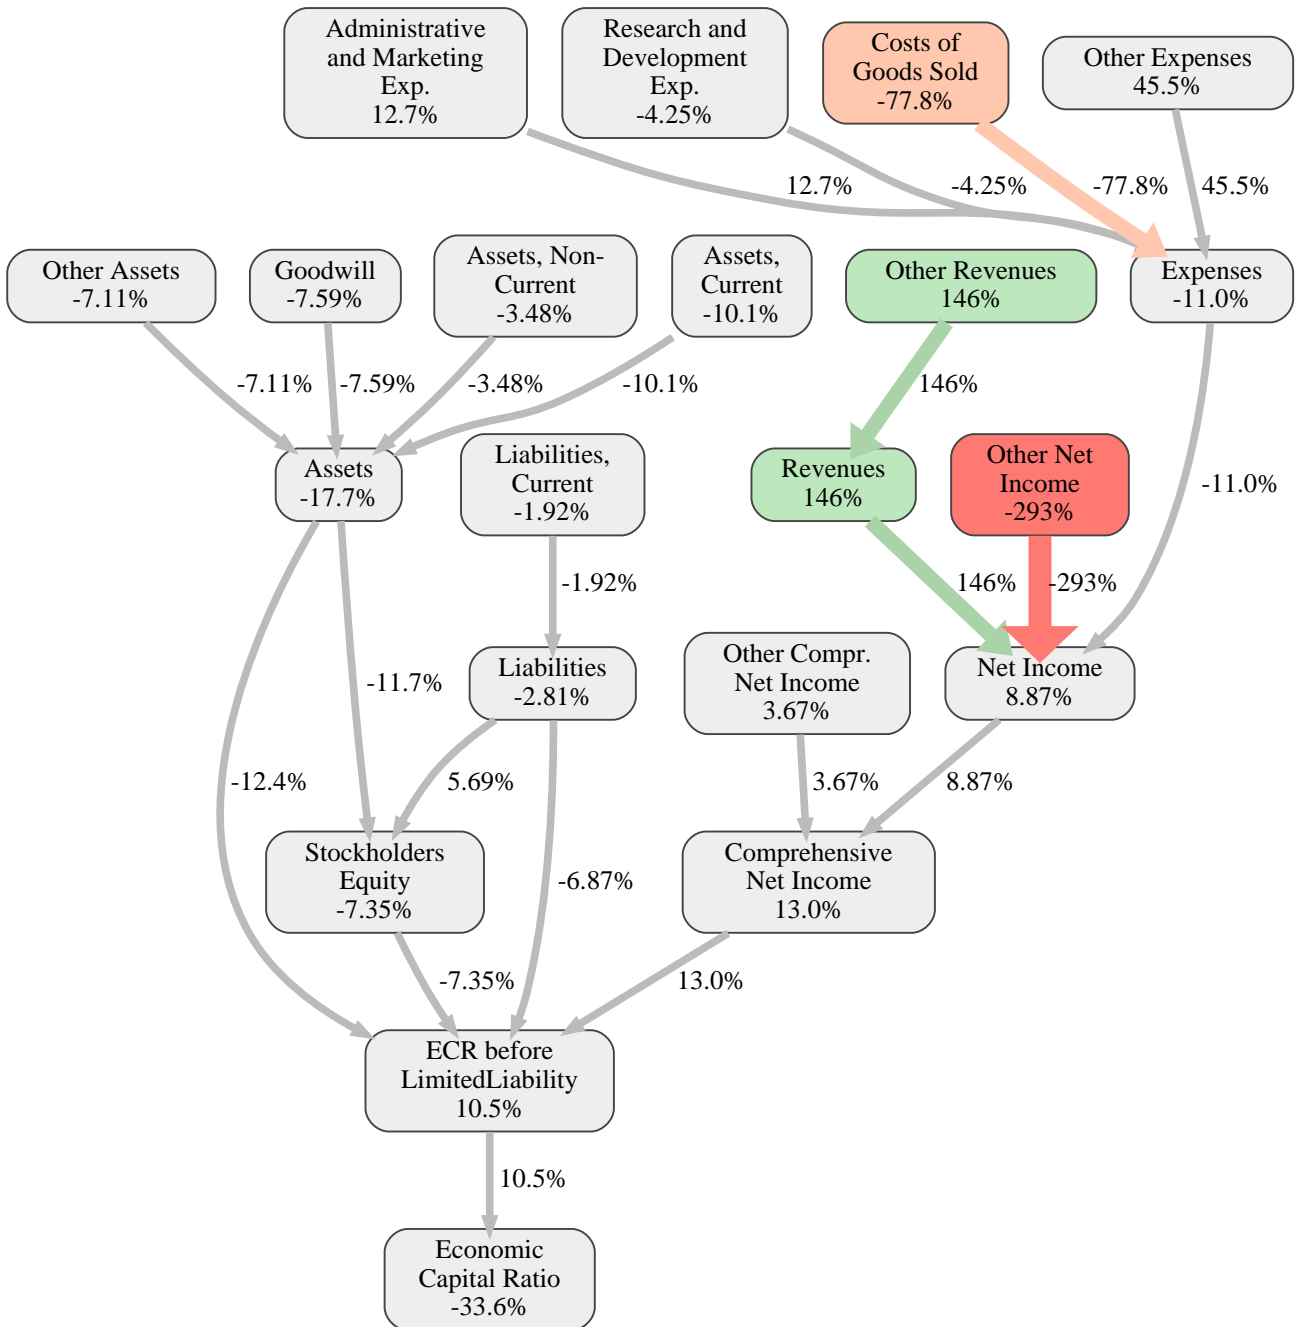 Administrative
and Marketing
Exp.
12.7%
Research and
Development
Exp.
-4.25%
Costs of
Goods Sold
-77.8%
Other Expenses
45.5%
12.7%
-4.25%
-77.8%
45.5%
Other Assets
-7.11%
Goodwill
-7.59%
Assets, Non-
Current
-3.48%
Assets,
Current
-10.1%
Other Revenues
146%
Expenses
-11.0%
-7.11%
-7.59%
-3.48%
-10.1%
146%
Assets
-17.7%
Liabilities,
Current
-1.92%
Revenues
146%
Other Net
Income
-293%
-11.0%
-1.92%
146%
-293%
Liabilities
-2.81%
Other Compr.
Net Income
3.67%
Net Income
8.87%
-11.7%
-12.4%
5.69%
3.67%
8.87%
Stockholders
Equity
-7.35%
-6.87%
Comprehensive
Net Income
13.0%
-7.35%
13.0%
ECR before
LimitedLiability
10.5%
10.5%
Economic
Capital Ratio
-33.6%